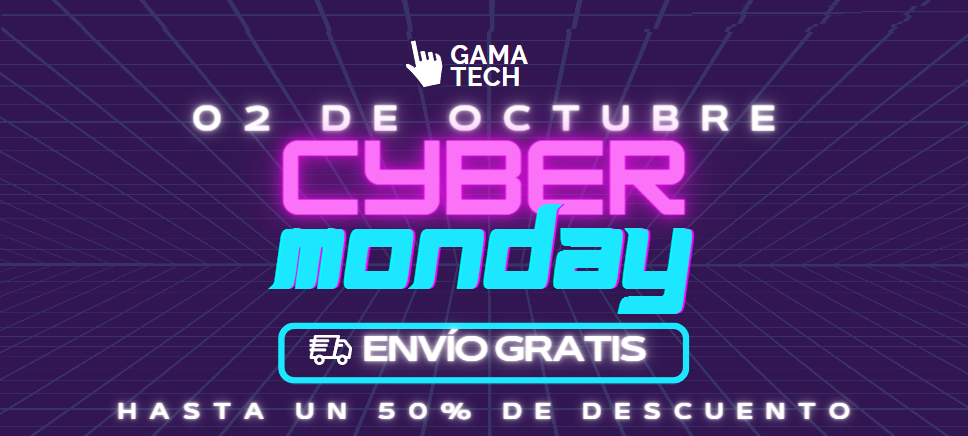 GAMA
TECH
02 DE OCTUBRE
CYBER
monday
ENVÍO GRATIS
HASTA UN 50% DE DESCUENTO